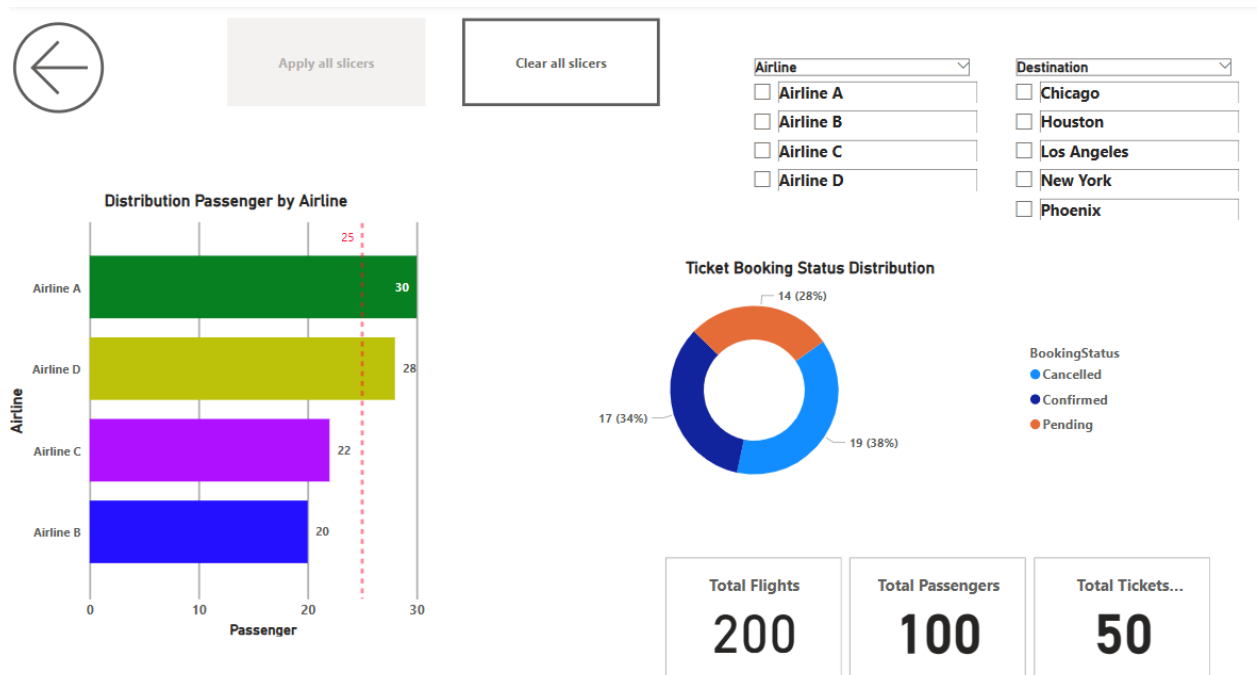 Apply all slicers
Clear all slicers
Airline
Airline A
Airline B
Airline C
Airline D
Destination
Chicago
Houston
Los Angeles
New York
Phoenix
Distribution Passenger by Airline
25
Airline A
30
Airline D
28
Airline C
22
Airline B
20
Airline
0 10 20 30
Passenger
Ticket Booking Status Distribution
14 (28%)
17 (34%)
19 (38%)
BookingStatus
Cancelled
Confirmed
Pending
Total Flights
200
Total Passengers
100
Total Tickets...
50